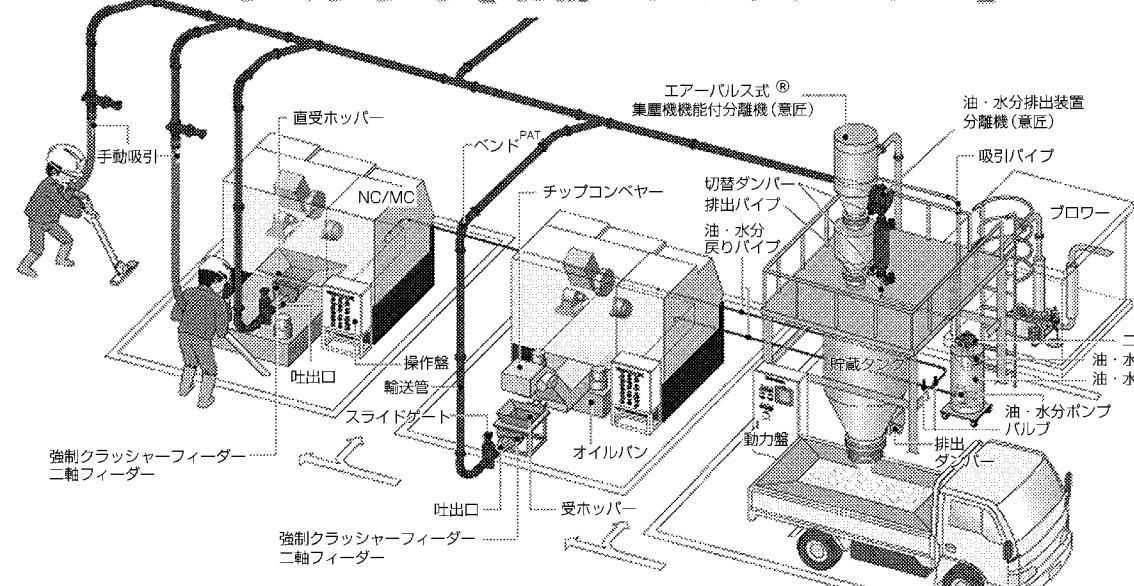 エアーパルス式®
集塵機機能付分離機(意匠)
油・水分排出装置
分離機(意匠)
直受ホッパー
ベンドPAT
吸引パイプ
手動吸引
チップコンベヤー
切替ダンパー
排出パイプ
油・水分
戻りパイプ
NC/MC
ブロワー
操作盤
吐出口
輸送管
スライドゲート
貯蔵タンク
油・水
油・水
油・水分ポンプ
バルブ
動力盤
排出
ダンパー
オイルパン
強制クラッシャーフィーダー
二軸フィーダー
吐出口
受ホッパー
強制クラッシャーフィーダー
二軸フィーダー